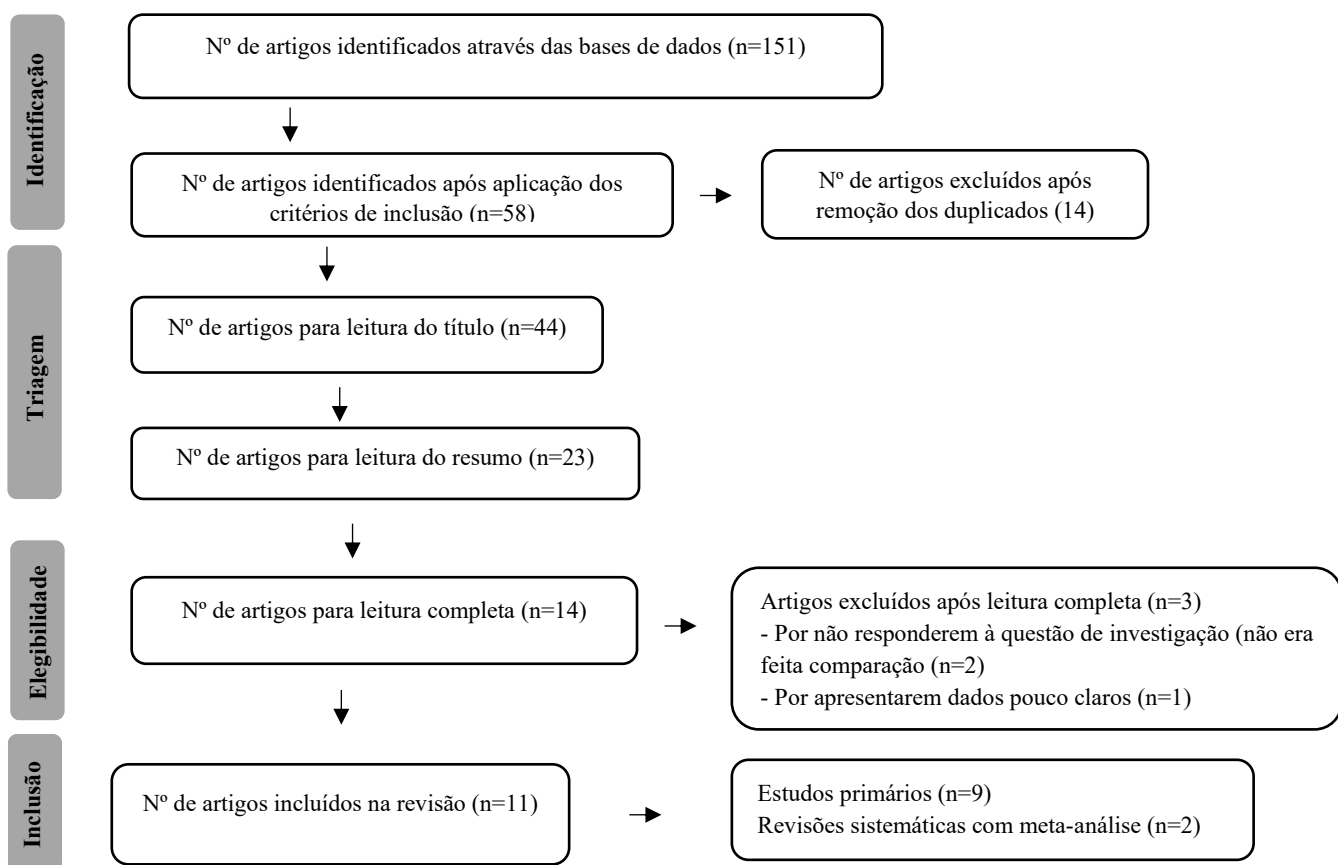 Identificação
Nº de artigos identificados através das bases de dados (n=151)
Nº de artigos identificados após aplicação dos
critérios de inclusão (n=58)
Nº de artigos excluídos após
remoção dos duplicados (14)
Triagem
Nº de artigos para leitura do título (n=44)
Nº de artigos para leitura do resumo (n=23)
Elegibilidade
Nº de artigos para leitura completa (n=14)
Artigos excluídos após leitura completa (n=3)
- Por não responderem à questão de investigação (não era
feita comparação (n=2)
- Por apresentarem dados pouco claros (n=1)
Inclusão
Nº de artigos incluídos na revisão (n=11)
Estudos primários (n=9)
Revisões sistemáticas com meta-análise (n=2)